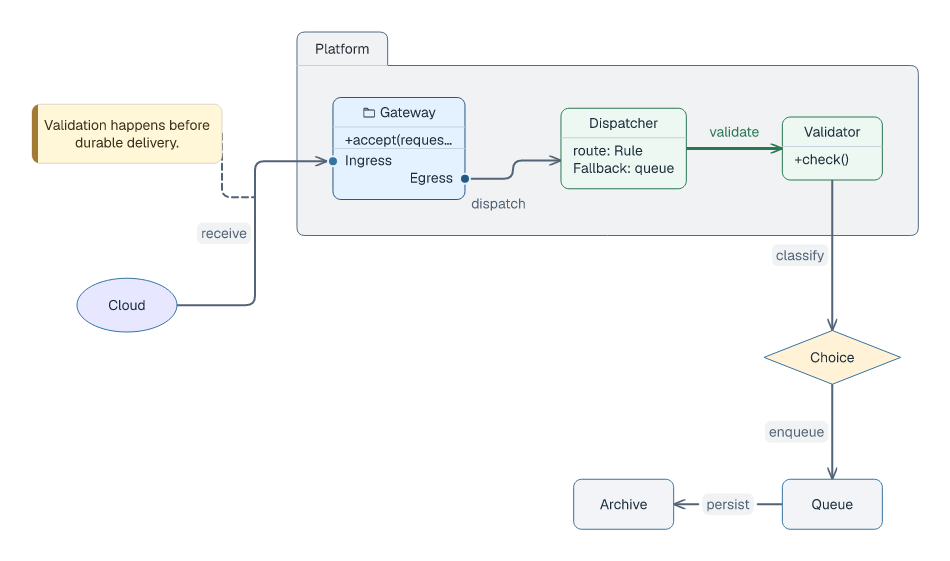 Platform
Validation happens before
durable delivery.
Gateway
+accept(reques…
Ingress
Egress
dispatch
Dispatcher
route: Rule
Fallback: queue
validate
Validator
+check()
receive
classify
Cloud
Choice
enqueue
Archive
persist
Queue